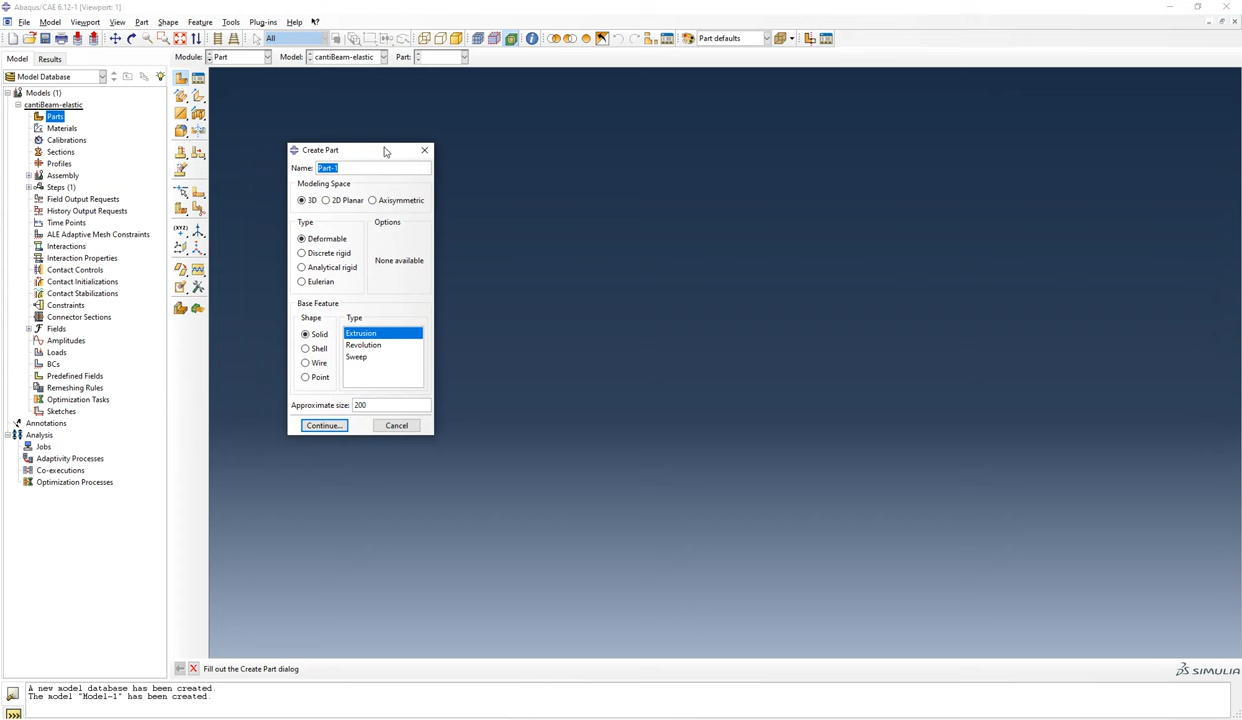 Abaqus/CAE 6.12-1 [Viewport: 1]
File Model Viewport View Part Shape Feature Tools Plug-ins Help
All
Part defaults
Model Results
Module: Part Model: cantiBeam-elastic Part:
Model Database
Models (1)
cantiBeam-elastic
Parts
Materials
Calibrations
Sections
Profiles
Assembly
Steps (1)
Field Output Requests
History Output Requests
Time Points
ALE Adaptive Mesh Constraints
Interactions
Interaction Properties
Contact Controls
Contact Initializations
Contact Stabilizations
Constraints
Connector Sections
Fields
Amplitudes
Loads
BCs
Predefined Fields
Remeshing Rules
Optimization Tasks
Sketches
Annotations
Analysis
Jobs
Adaptivity Processes
Co-executions
Optimization Processes
(XYZ)
Create Part
Name: Part-1
Modeling Space
3D 2D Planar Axisymmetric
Type
Deformable
Discrete rigid
Analytical rigid
Eulerian
Options
None available
Base Feature
Shape
Solid
Shell
Wire
Point
Type
Extrusion
Revolution
Sweep
Approximate size: 200
Continue... Cancel
Fill out the Create Part dialog
SIMULIA
A new model database has been created.
The model "Model-1" has been created.
>>>